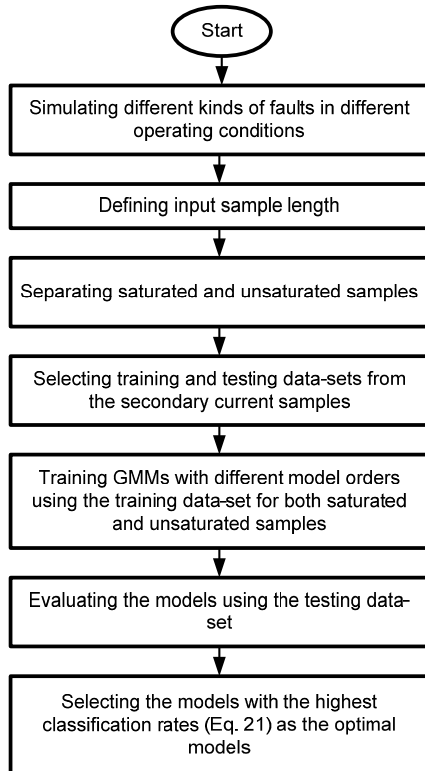 Start
Simulating different kinds of faults in different
operating conditions
Defining input sample length
Separating saturated and unsaturated samples
Selecting training and testing data-sets from
the secondary current samples
Training GMMs with different model orders
using the training data-set for both saturated
and unsaturated samples
Evaluating the models using the testing data-
set
Selecting the models with the highest
classification rates (Eq. 21) as the optimal
models